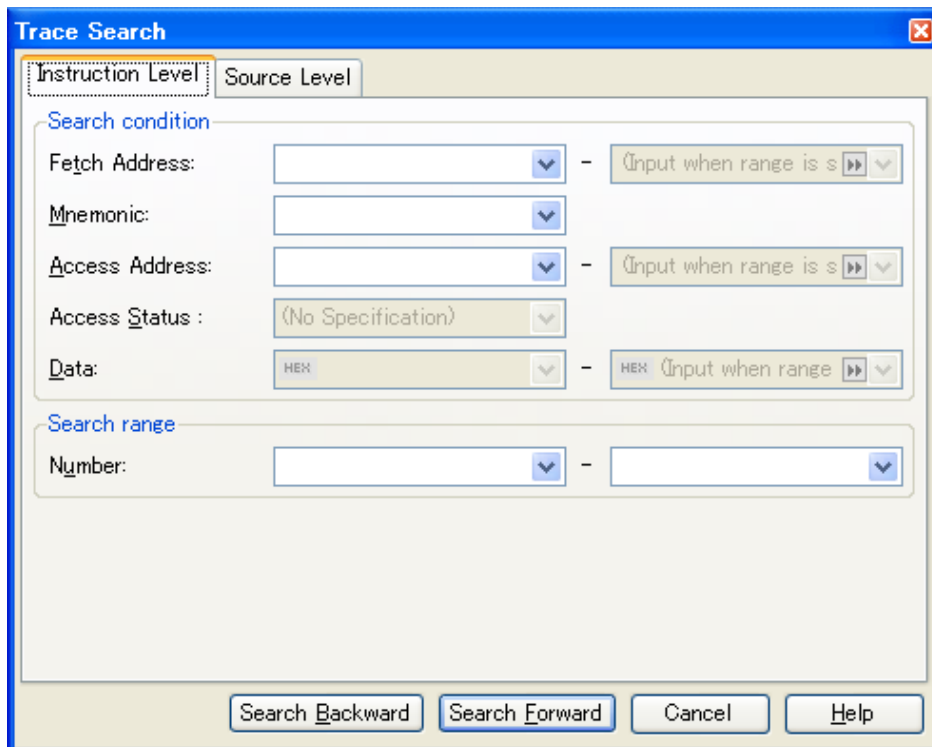 Trace Search
Instruction Level Source Level
Search condition
Fetch Address: - (Input when range is s
Mnemonic:
Access Address: - (Input when range is s
Access Status : (No Specification)
Data: HEX - HEX (Input when range
Search range
Number: -
Search Backward Search Forward Cancel Help